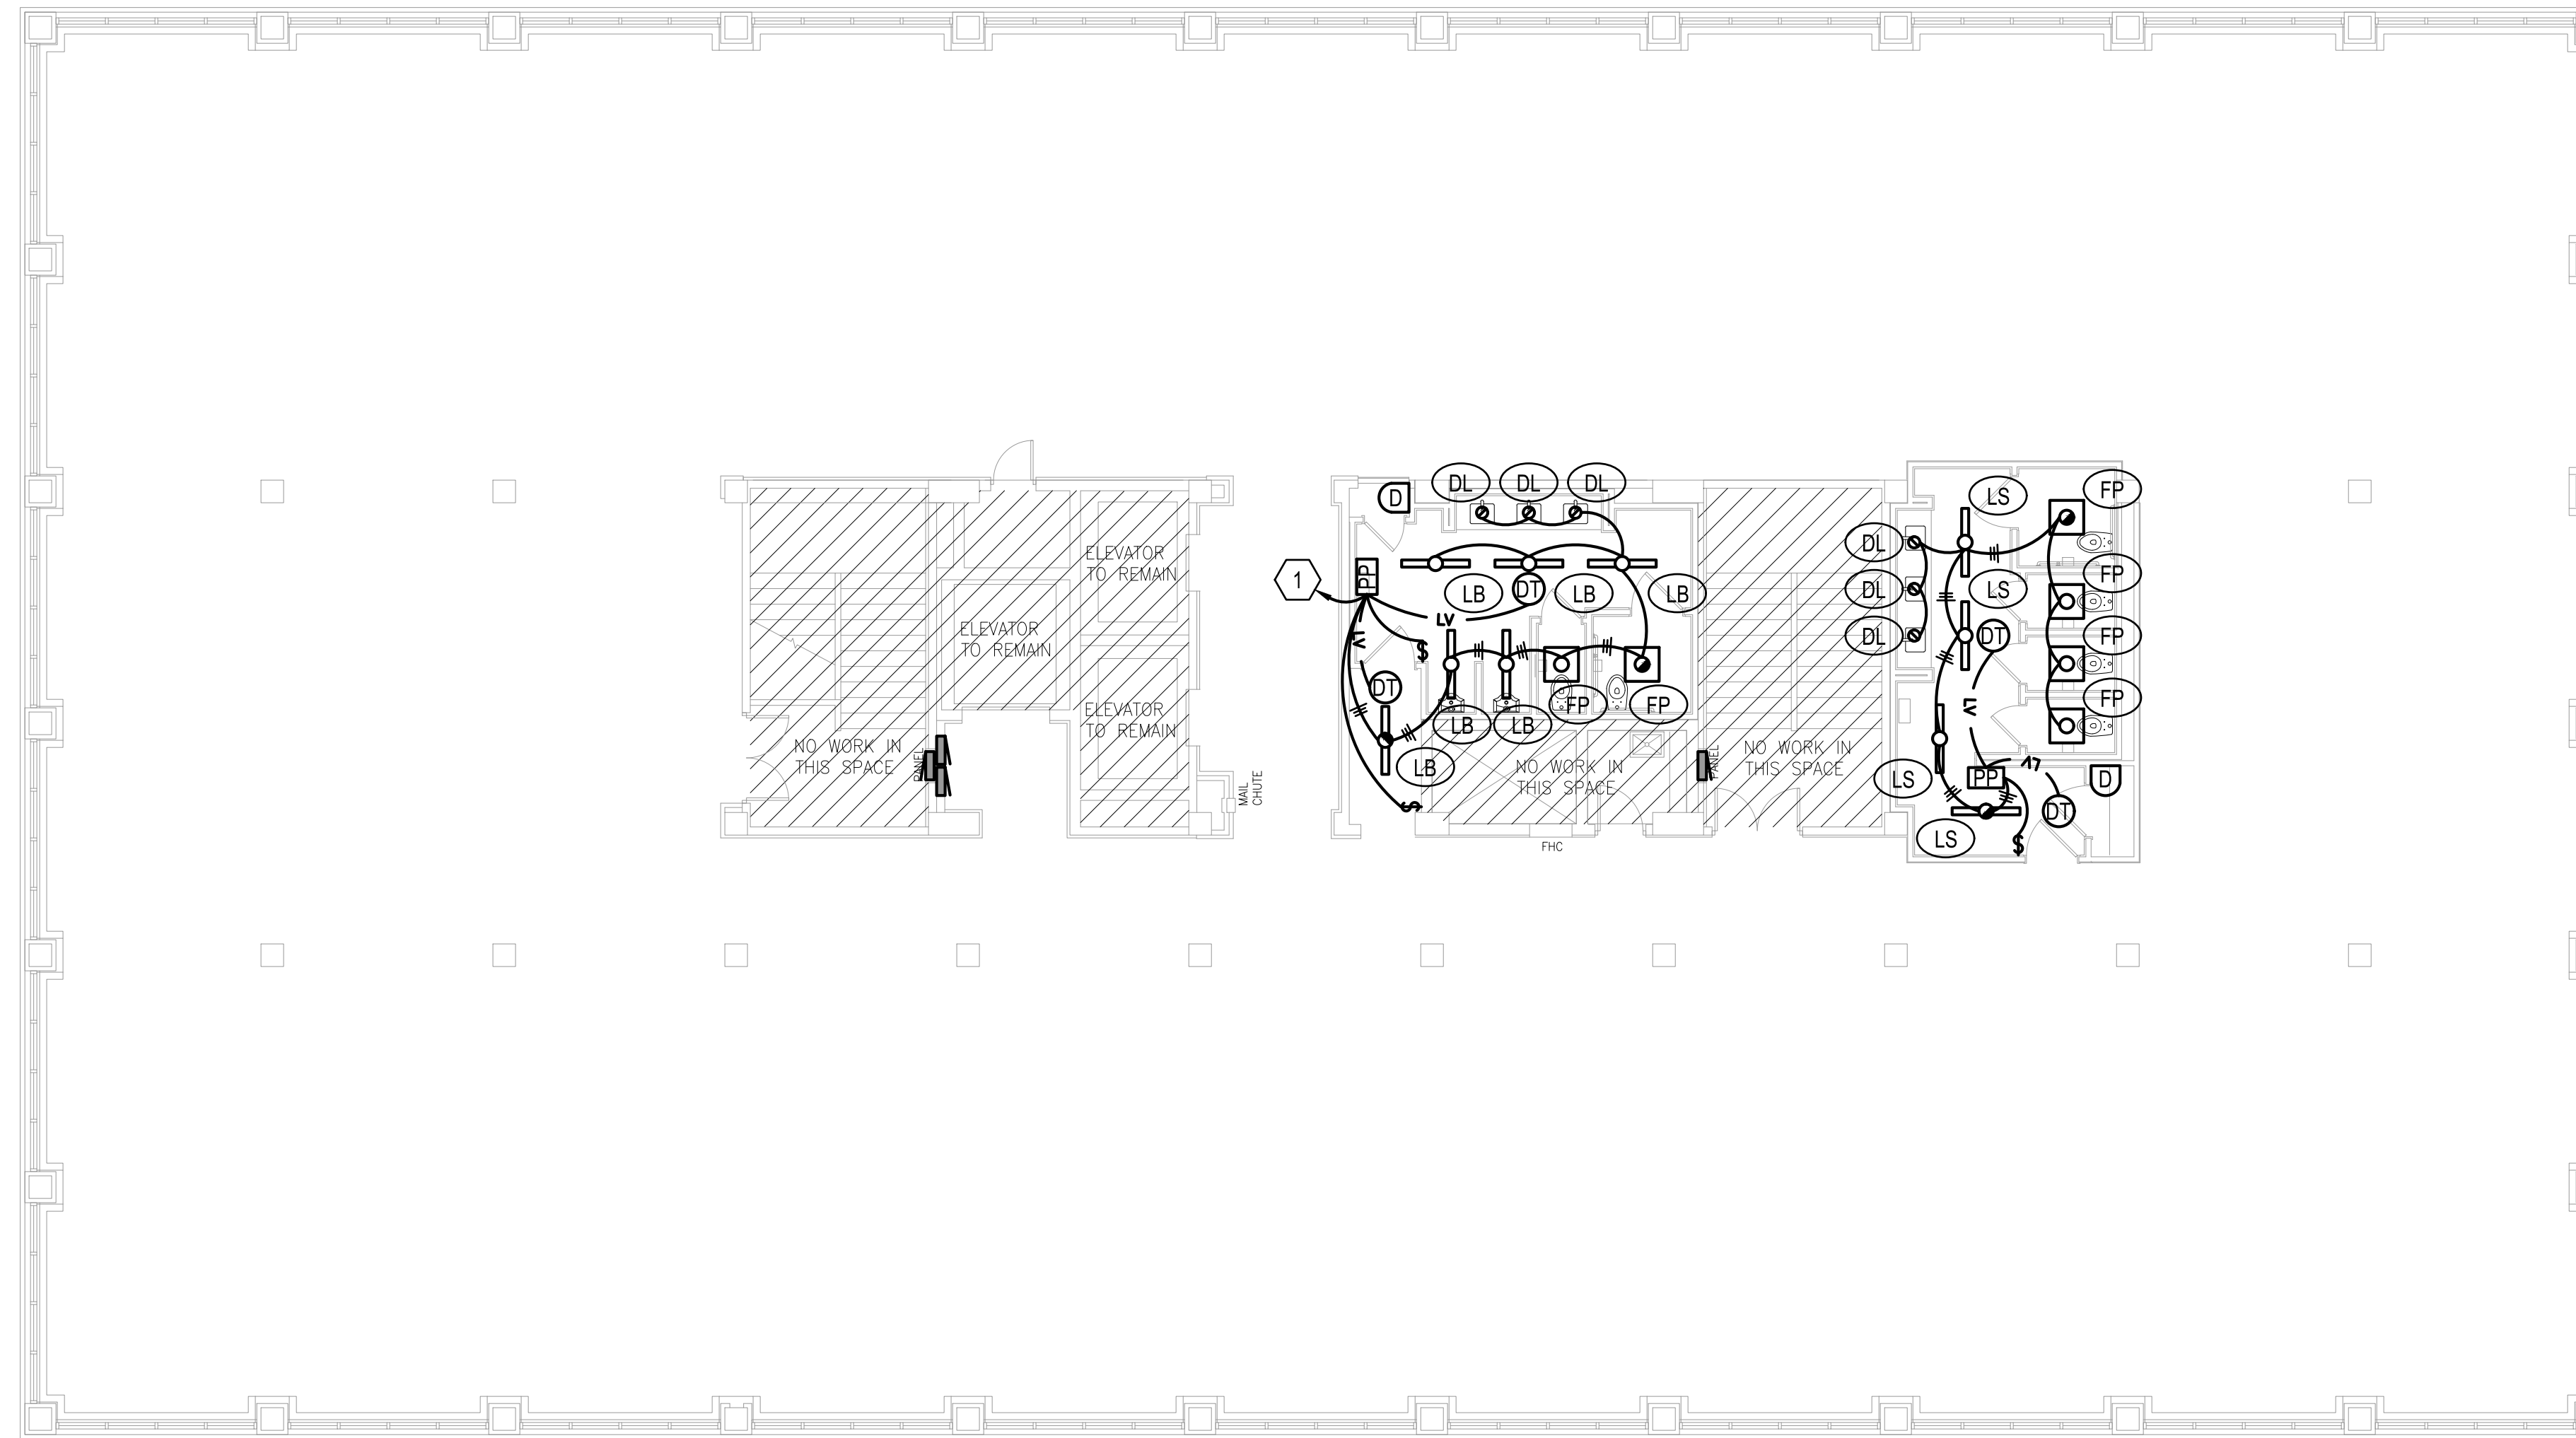 D
DL
DL
DL
LS
FP
DL
FP
ELEVATOR
TO REMAIN
PP
1
LB
DT
LB
LB
DL
LS
LV
ELEVATOR
TO REMAIN
LV
$
DL
DT
FP
DT
FP
FP
FP
LV
ELEVATOR
TO REMAIN
LB
LB
NO WORK IN
THIS SPACE
PANEL
LB
NO WORK IN
THIS SPACE
PANEL
NO WORK IN
THIS SPACE
LS
PP
LV
D
MAIL
CHUTE
$
DT
LS
$
FHC